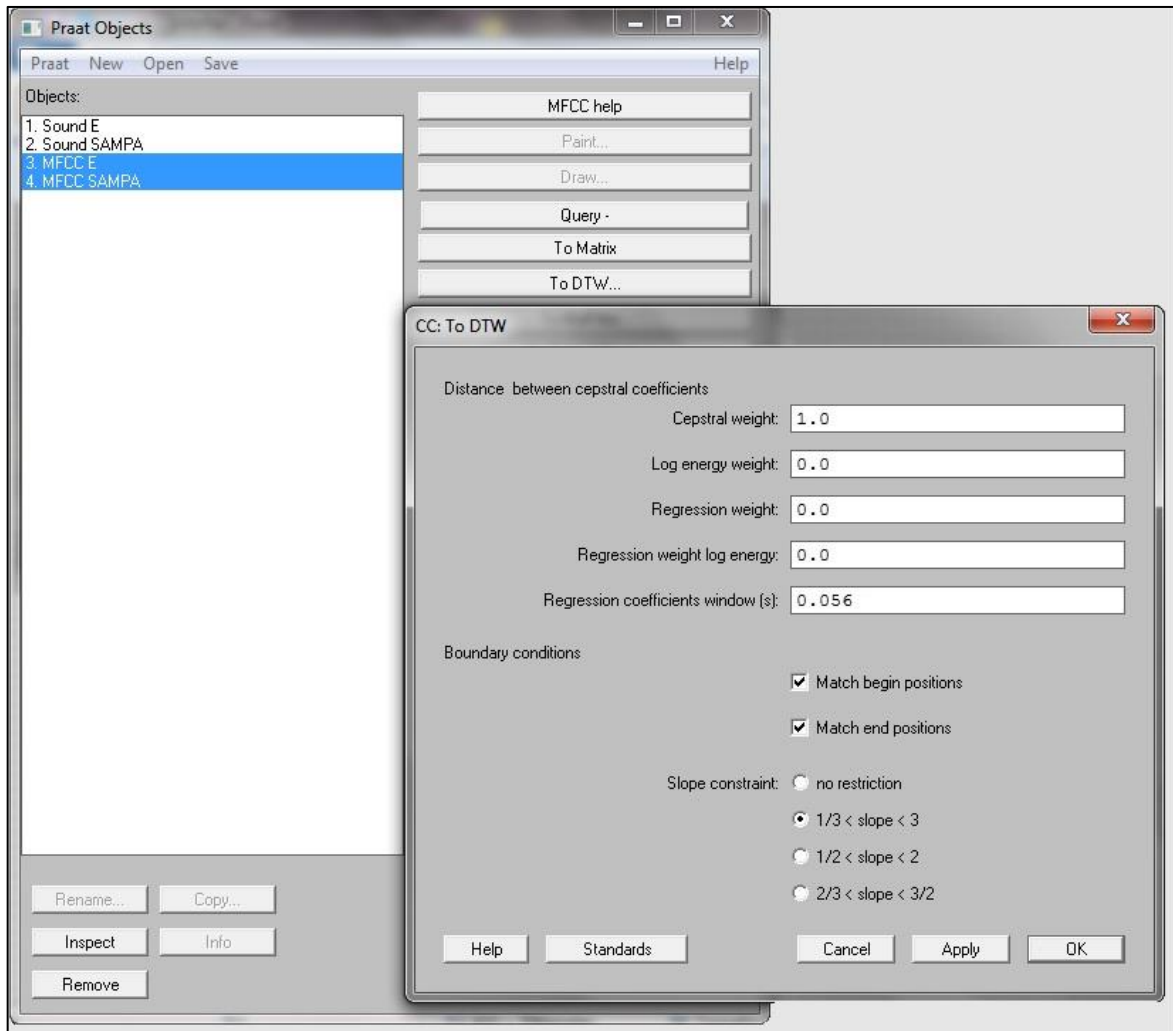 Praat Objects
Praat New Open Save Help
Objects:
1. Sound E
2. Sound SAMPA
3. MFCC E
4. MFCC SAMPA
MFCC help
Paint...
Draw...
Query -
To Matrix
To DTW...
Rename... Copy...
Inspect Info
Remove
CC: To DTW
Distance between cepstral coefficients
Cepstral weight: 1.0
Log energy weight: 0.0
Regression weight: 0.0
Regression weight log energy: 0.0
Regression coefficients window (s): 0.056
Boundary conditions
Match begin positions
Match end positions
Slope constraint: no restriction
1/3 < slope < 3
1/2 < slope < 2
2/3 < slope < 3/2
Help Standards Cancel Apply OK